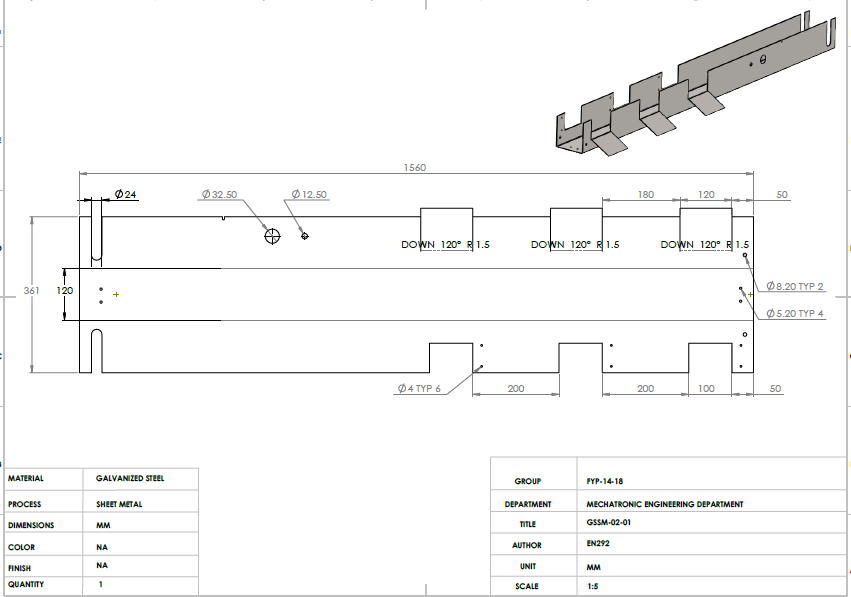 1560
Ø24
Ø32.50
Ø12.50
180
120
50
DOWN 120° R 1.5
DOWN 120° R 1.5
DOWN 120° R 1.5
361
120
Ø8.20 TYP 2
Ø5.20 TYP 4
Ø4 TYP 6
200
200
100
50
MATERIAL GALVANIZED STEEL
PROCESS SHEET METAL
DIMENSIONS MM
COLOR NA
FINISH NA
QUANTITY 1
GROUP FYP-14-18
DEPARTMENT MECHATRONIC ENGINEERING DEPARTMENT
TITLE GSSM-02-01
AUTHOR EN292
UNIT MM
SCALE 1:5